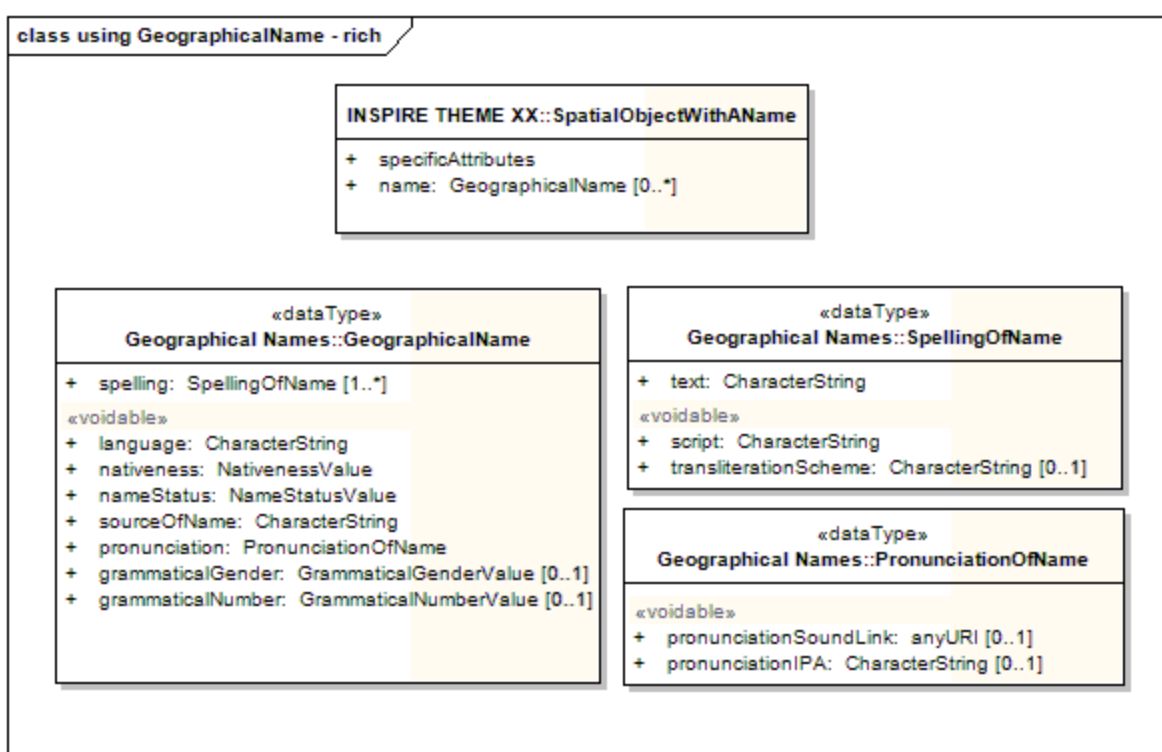 class using GeographicalName - rich
INSPIRE THEME XX::SpatialObjectWithAName
+ specificAttributes
+ name: GeographicalName [0..*]
«dataType»
Geographical Names::GeographicalName
+ spelling: SpellingOfName [1..*]
«voidable»
+ language: CharacterString
+ nativeness: NativenessValue
+ nameStatus: NameStatusValue
+ sourceOfName: CharacterString
+ pronunciation: PronunciationOfName
+ grammaticalGender: GrammaticalGenderValue [0..1]
+ grammaticalNumber: GrammaticalNumberValue [0..1]
«dataType»
Geographical Names::SpellingOfName
+ text: CharacterString
«voidable»
+ script: CharacterString
+ transliterationScheme: CharacterString [0..1]
«dataType»
Geographical Names::PronunciationOfName
«voidable»
+ pronunciationSoundLink: anyURI [0..1]
+ pronunciationIPA: CharacterString [0..1]